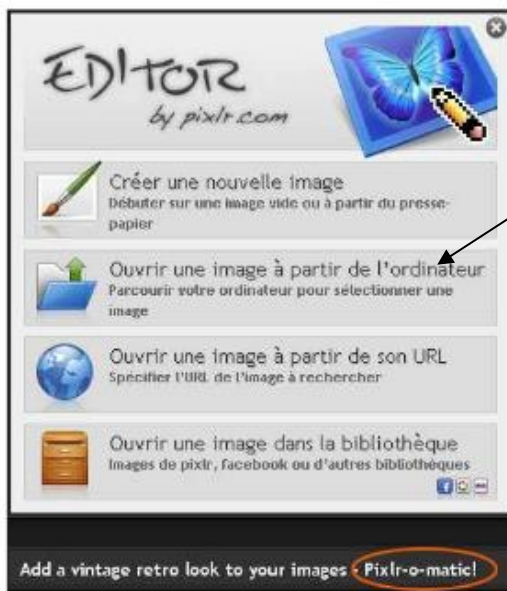 EDITOR
by pixlr.com
Créer une nouvelle image
Débuter sur une image vide ou à partir du presse-
papier
Ouvrir une image à partir de l'ordinateur
Parcourir votre ordinateur pour sélectionner une
image
Ouvrir une image à partir de son URL
Spécifier l'URL de l'image à rechercher
Ouvrir une image dans la bibliothèque
Images de pixlr, facebook ou d'autres bibliothèques
Add a vintage retro look to your images - Pixlr-o-matic!